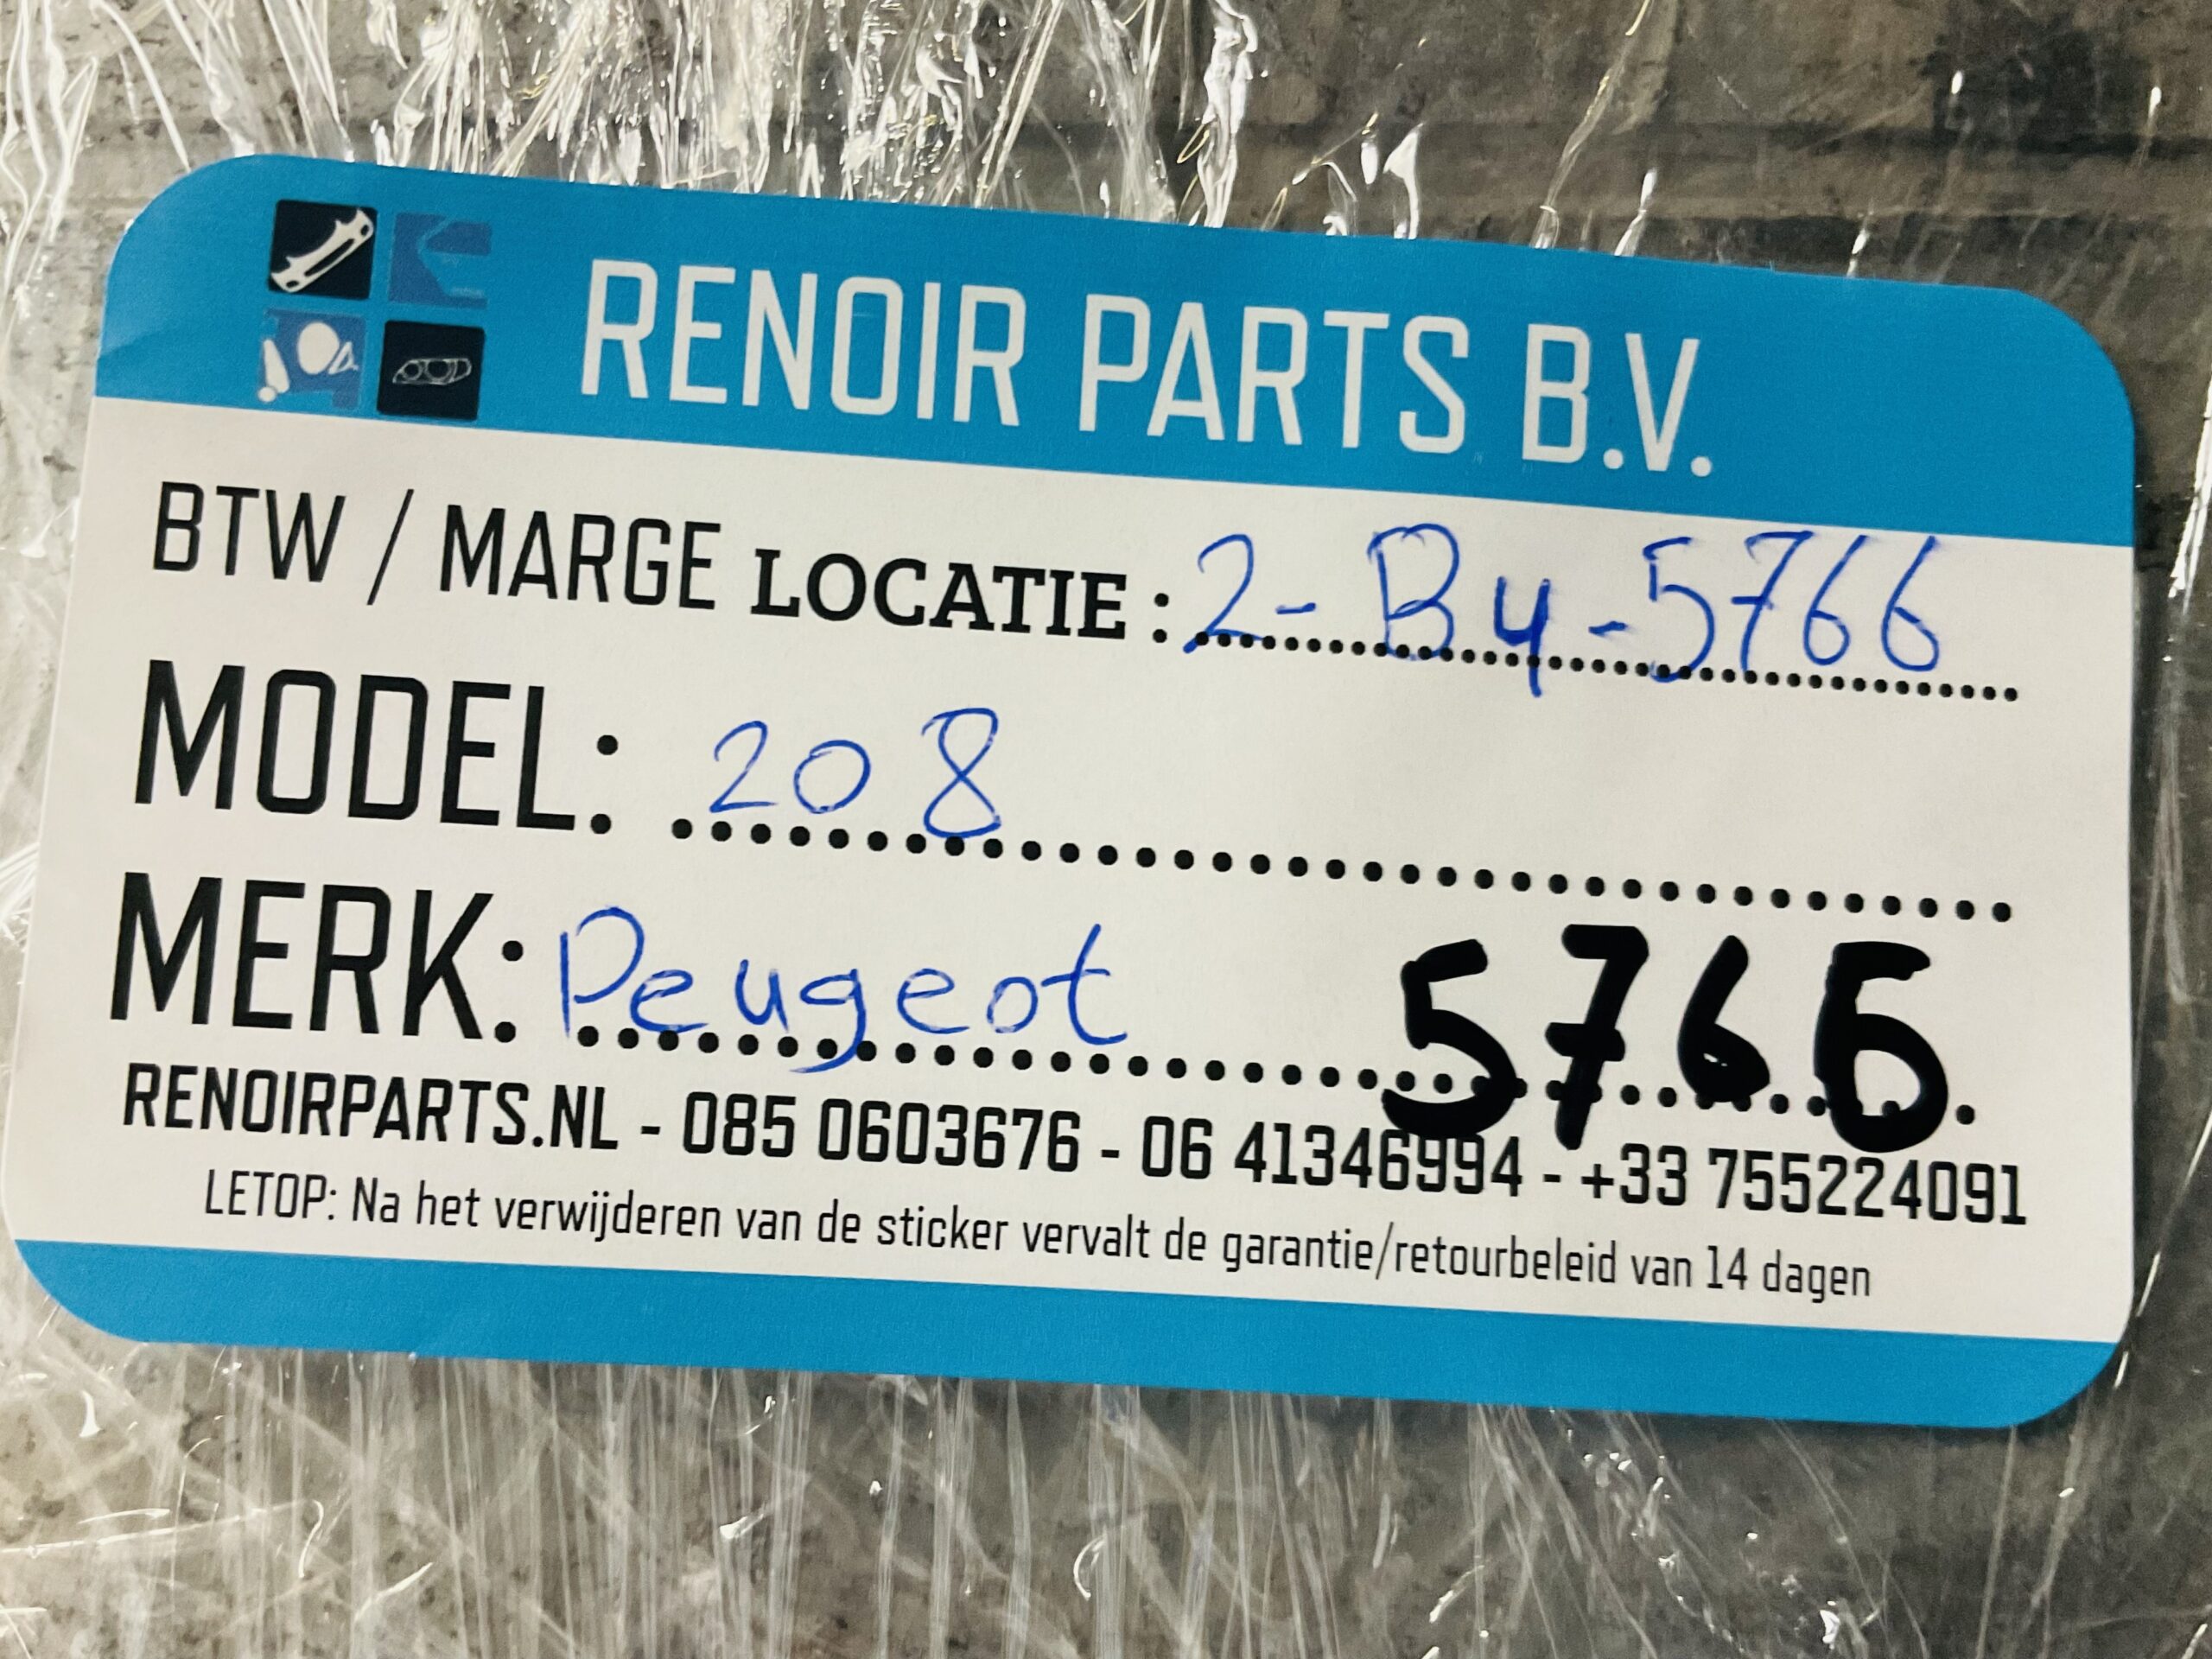 RENOIR PARTS B.V.
BTW / MARGE LOCATIE: 2-B4-5766
MODEL: 208
MERK: Peugeot 5766
RENOIRPARTS.NL - 085 0603676 - 06 41346994 - +33 755224091
LETOP: Na het verwijderen van de sticker vervalt de garantie/retourbeleid van 14 dagen